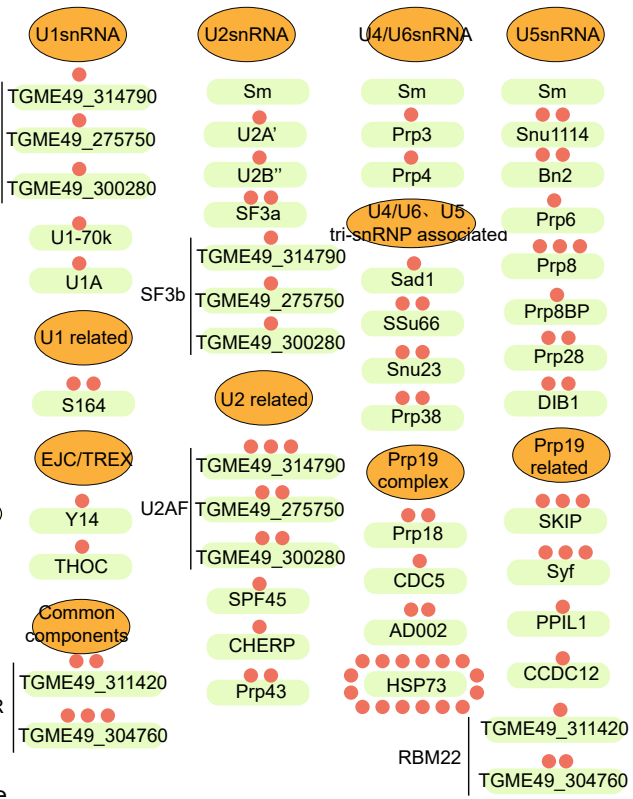 U1snRNA
TGME49_314790
TGME49_275750
TGME49_300280
U1-70k
U1A
U1 related
S164
EJC/TREX
Y14
THOC
Common
components
TGME49_311420
R
TGME49_304760
e
U2snRNA
Sm
U2A'
U2B''
SF3a
SF3b
TGME49_314790
TGME49_275750
TGME49_300280
U2 related
U2AF
TGME49_314790
TGME49_275750
TGME49_300280
SPF45
CHERP
Prp43
U4/U6snRNA
Sm
Prp3
Prp4
U4/U6、U5
tri-snRNP associated
Sad1
SSu66
Snu23
Prp38
Prp19
complex
Prp18
CDC5
AD002
HSP73
U5snRNA
Sm
Snu1114
Bn2
Prp6
Prp8
Prp8BP
Prp28
DIB1
Prp19
related
SKIP
Syf
PPIL1
CCDC12
RBM22
TGME49_311420
TGME49_304760